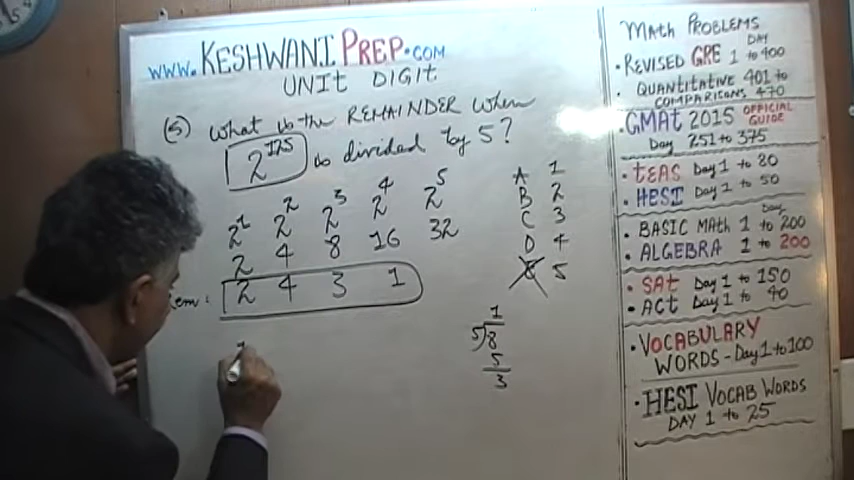 www.KESHWANIPREP.COM
UNIT DIGIT
(5) What is the REMAINDER when
2^125 is divided by 5?
2^1 2^2 2^3 2^4 2^5
2 4 8 16 32
Rem: 2 4 3 1
A 1
B 2
C 3
D 4
5
1
5)8
5
3
MATH PROBLEMS
DAY
• REVISED GRE 1 to 400
• QUANTITATIVE 401 to
COMPARISONS 470
GMAt 2015 OFFICIAL GUIDE
Day 251 to 375
• tEAS Day 1 to 80
• HESI Day 1 to 50
Day
• BASIC MAth 1 to 200
• ALGEBRA 1 to 200
• SAt Day 1 to 150
• ACt Day 1 to 40
• VOCABULARY
WORDS - Day 1 to 100
• HESI VOCAB WORDS
DAY 1 to 25